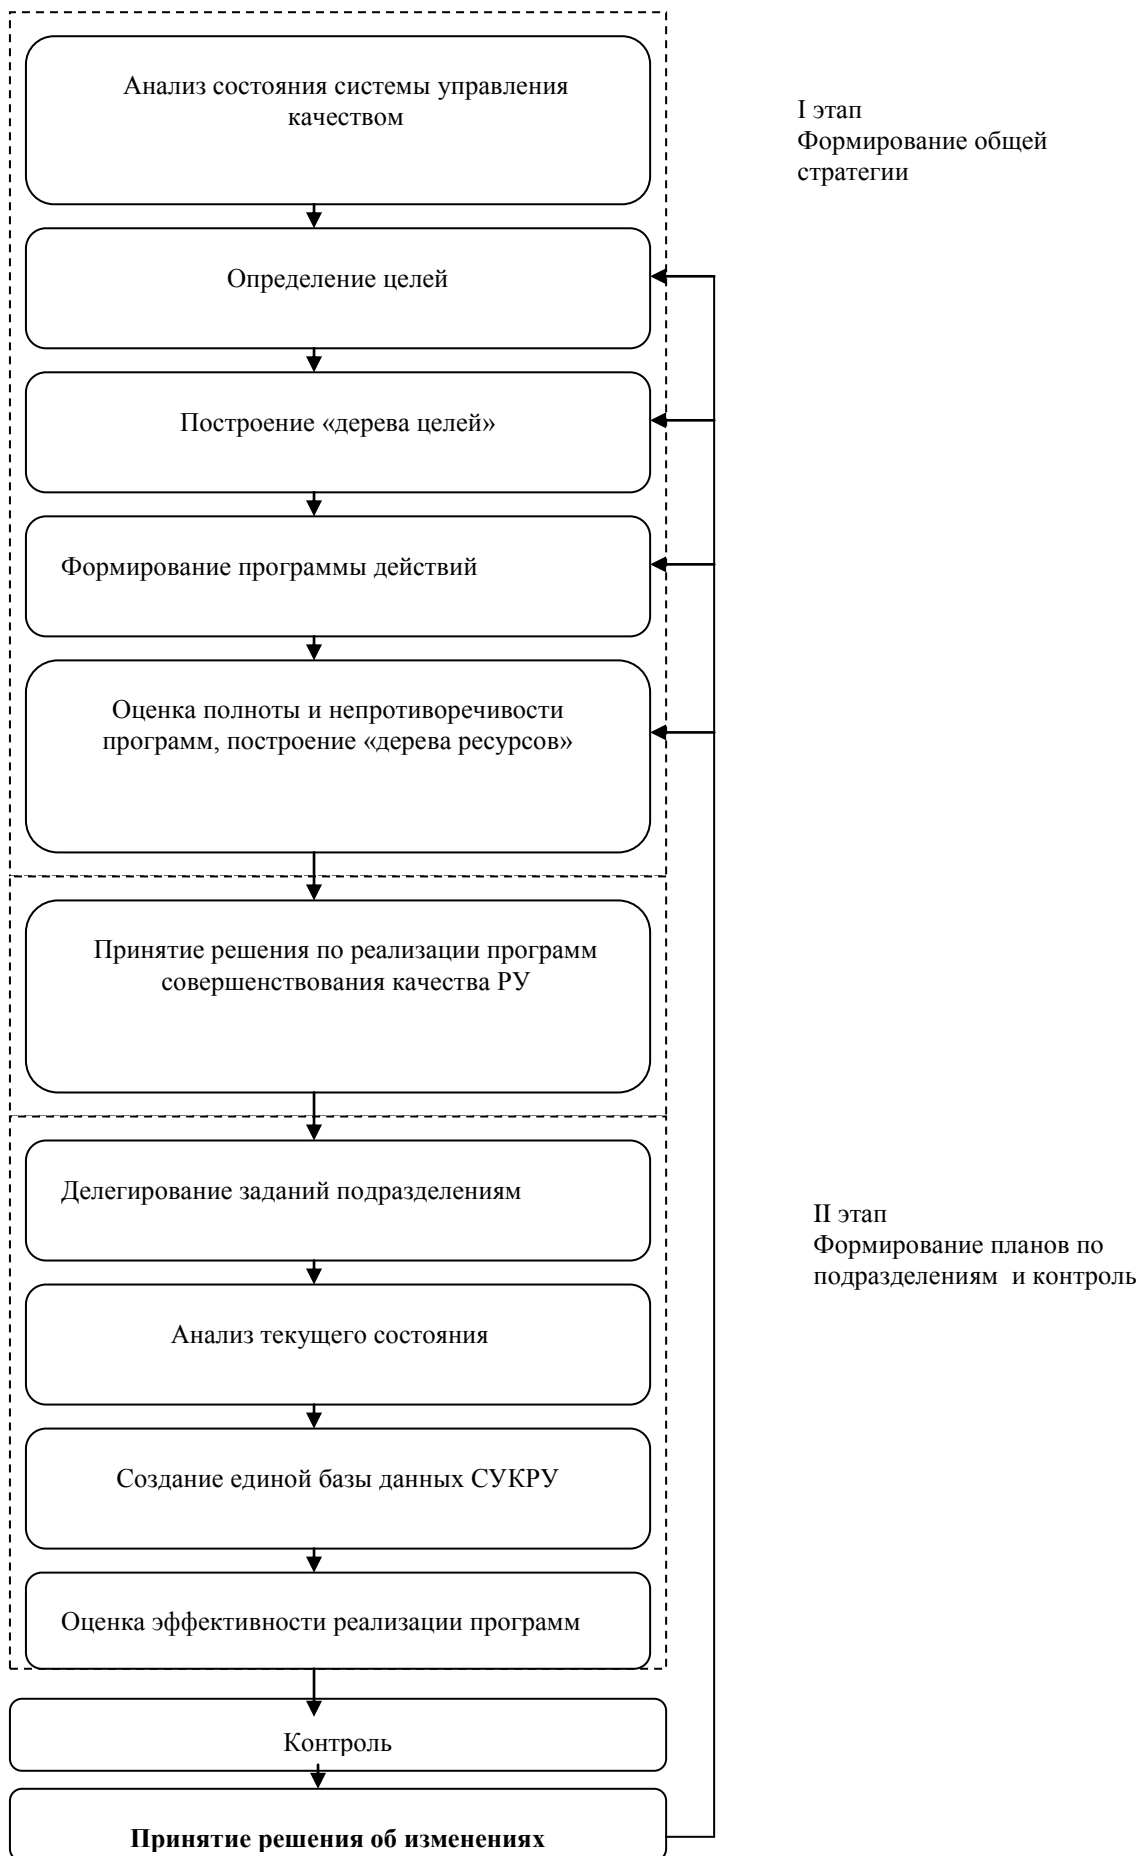 Анализ состояния системы управления
качеством
I этап
Формирование общей
стратегии
Определение целей
Построение «дерева целей»
Формирование программы действий
Оценка полноты и непротиворечивости
программ, построение «дерева ресурсов»
Принятие решения по реализации программ
совершенствования качества РУ
Делегирование заданий подразделениям
II этап
Формирование планов по
подразделениям и контроль
Анализ текущего состояния
Создание единой базы данных СУКРУ
Оценка эффективности реализации программ
Контроль
Принятие решения об изменениях